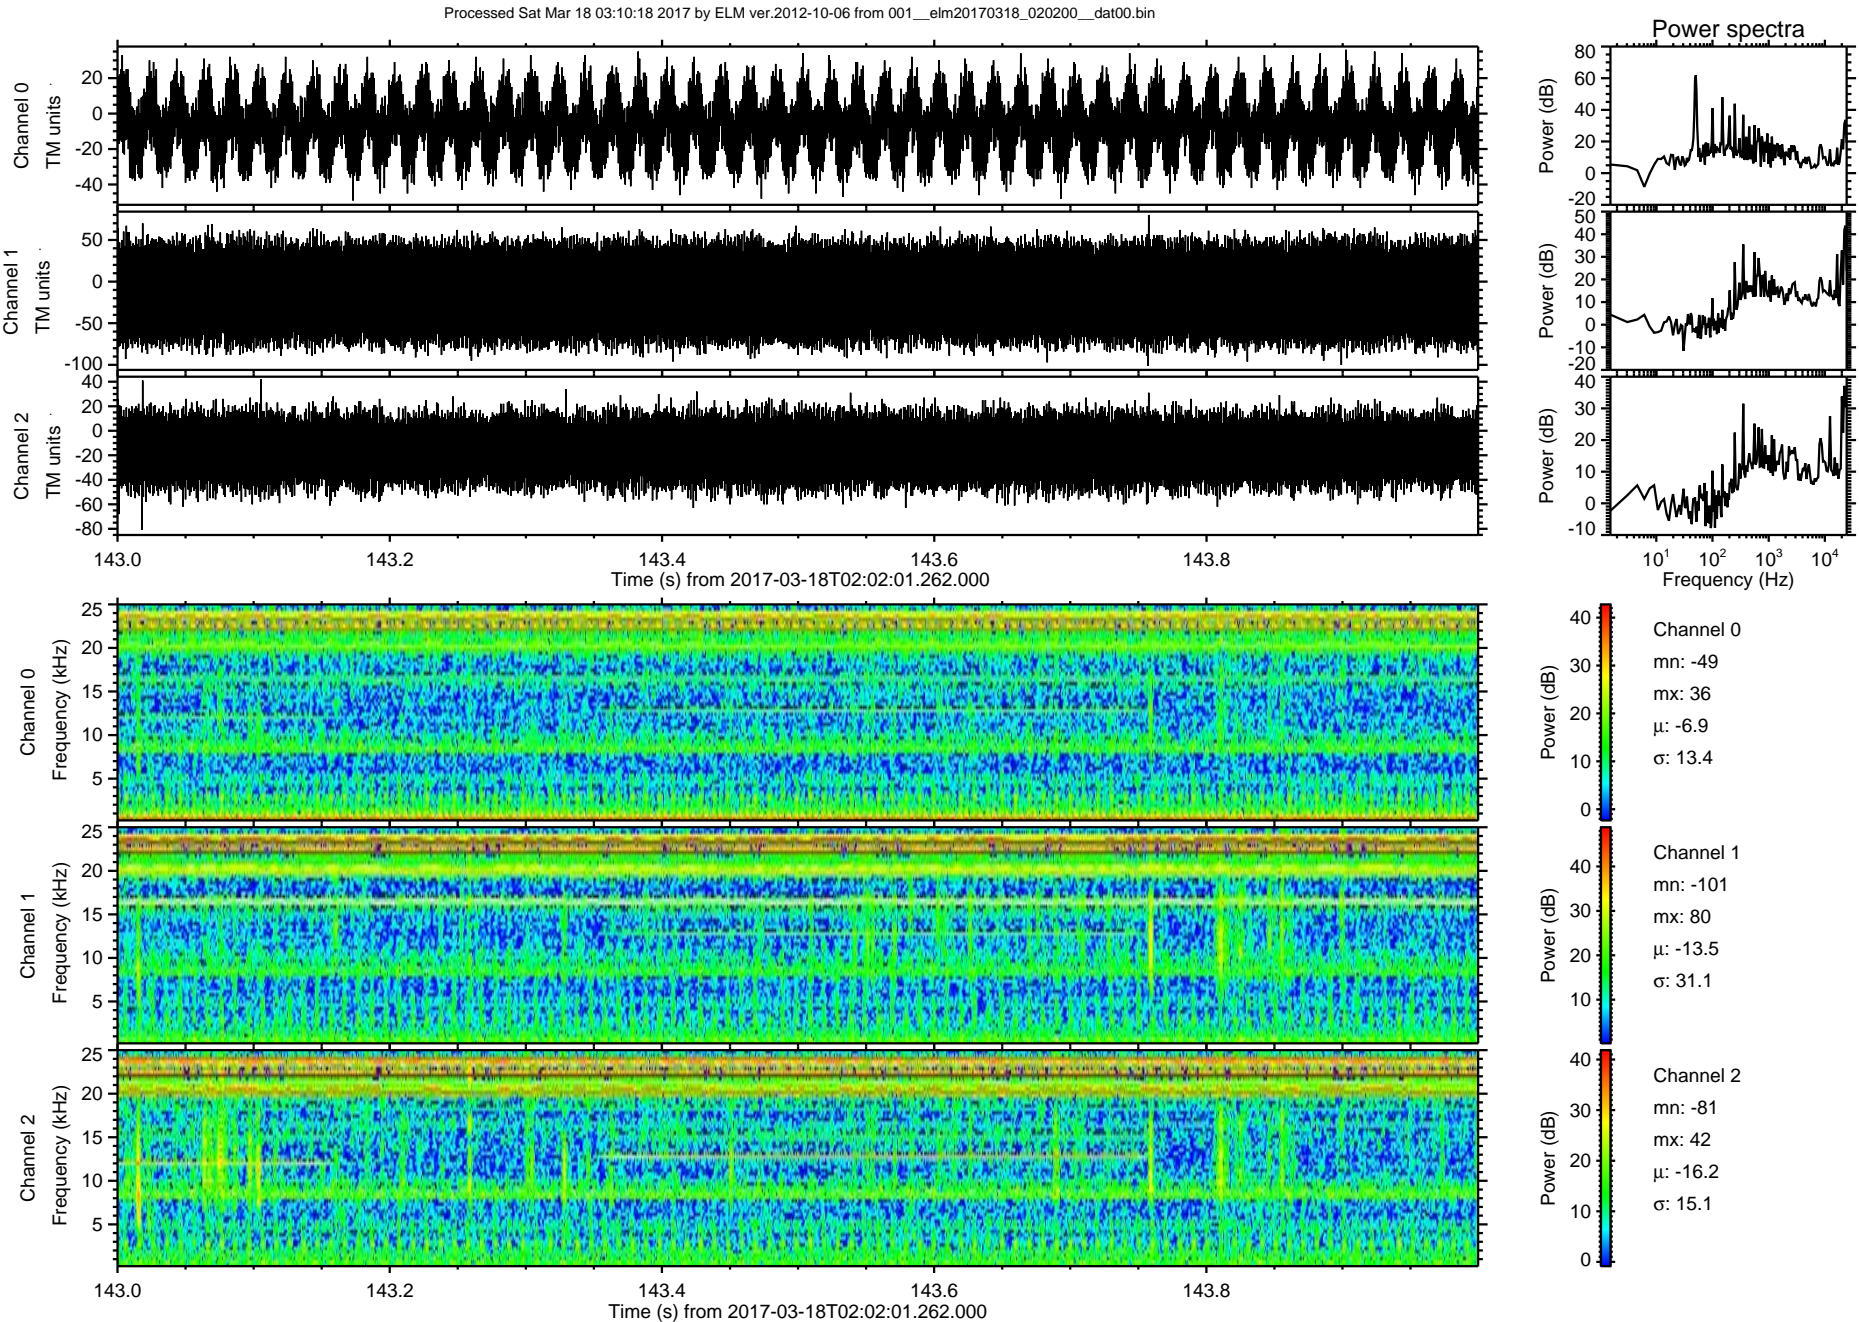 Processed Sat Mar 18 03:10:18 2017 by ELM ver.2012-10-06 from 001__elm20170318_020200__dat00.bin
Power spectra
Channel 0
TM units
20
0
-20
-40
Power (dB)
80
60
40
20
0
-20
Channel 1
TM units
50
0
-50
-100
Power (dB)
50
40
30
20
10
0
-10
-20
Channel 2
TM units
40
20
0
-20
-40
-60
-80
Power (dB)
40
30
20
10
0
-10
143.0 143.2 143.4 143.6 143.8
Time (s) from 2017-03-18T02:02:01.262.000
10^1 10^2 10^3 10^4
Frequency (Hz)
Channel 0
Frequency (kHz)
25
20
15
10
5
Power (dB)
40
30
20
10
0
Channel 0
mn: -49
mx: 36
μ: -6.9
σ: 13.4
Channel 1
Frequency (kHz)
25
20
15
10
5
Power (dB)
40
30
20
10
Channel 1
mn: -101
mx: 80
μ: -13.5
σ: 31.1
Channel 2
Frequency (kHz)
25
20
15
10
5
Power (dB)
40
30
20
10
0
Channel 2
mn: -81
mx: 42
μ: -16.2
σ: 15.1
143.0 143.2 143.4 143.6 143.8
Time (s) from 2017-03-18T02:02:01.262.000